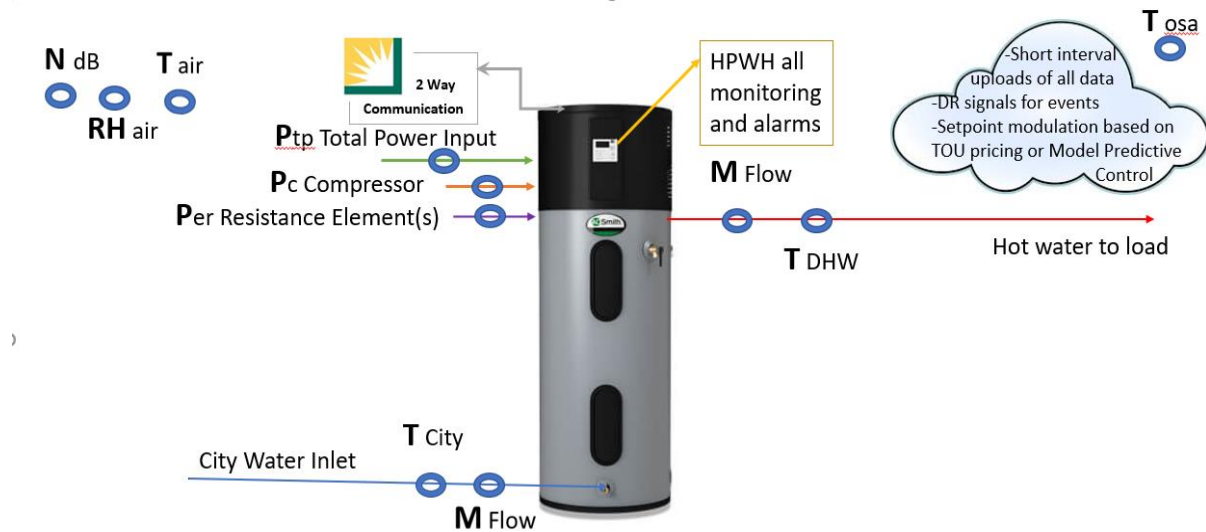 N dB
T air
RH air
2 Way
Communication
HPWH all
monitoring
and alarms
T osa
-Short interval
uploads of all data
-DR signals for events
-Setpoint modulation based on
TOU pricing or Model Predictive
Control
Ptp Total Power Input
Pc Compressor
Per Resistance Element(s)
M Flow
Smith
T DHW
Hot water to load
T City
City Water Inlet
M Flow